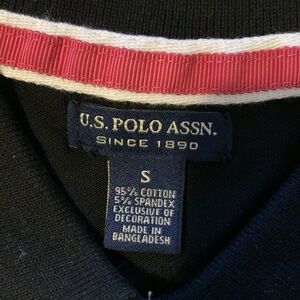 U.S. POLO ASSN.
SINCE 1890
S
95% COTTON
5% SPANDEX
EXCLUSIVE OF
DECORATION
MADE IN
BANGLADESH